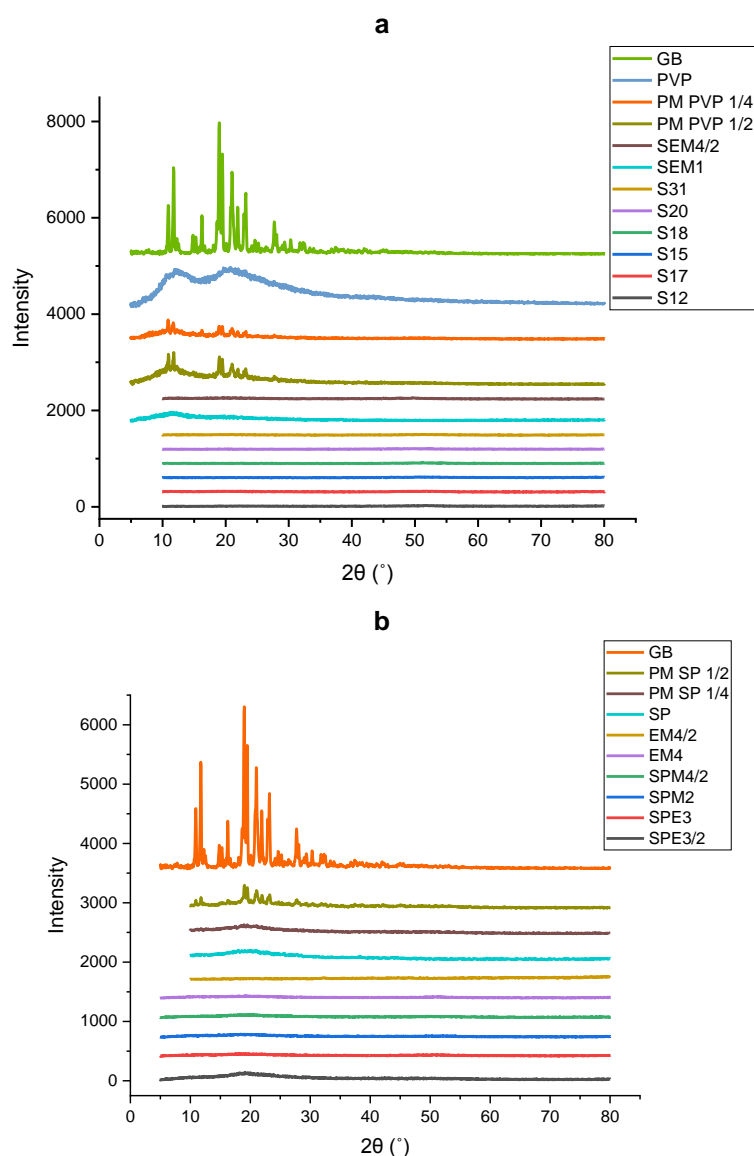 a
GB
PVP
PM PVP 1/4
PM PVP 1/2
SEM4/2
SEM1
S31
S20
S18
S15
S17
S12
8000
6000
4000
2000
0
Intensity
0 10 20 30 40 50 60 70 80
2θ (˚)
b
GB
PM SP 1/2
PM SP 1/4
SP
EM4/2
EM4
SPM4/2
SPM2
SPE3
SPE3/2
6000
5000
4000
3000
2000
1000
0
Intensity
0 10 20 30 40 50 60 70 80
2θ (˚)